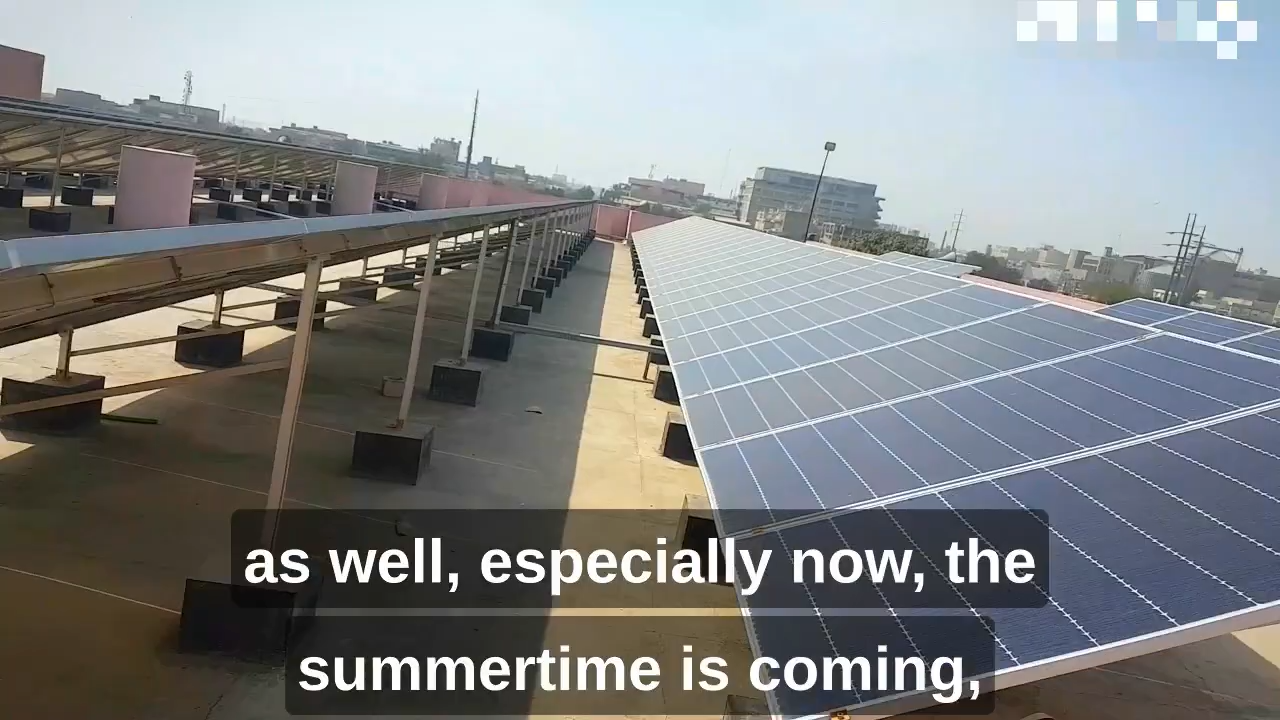 as well, especially now, the
summertime is coming,